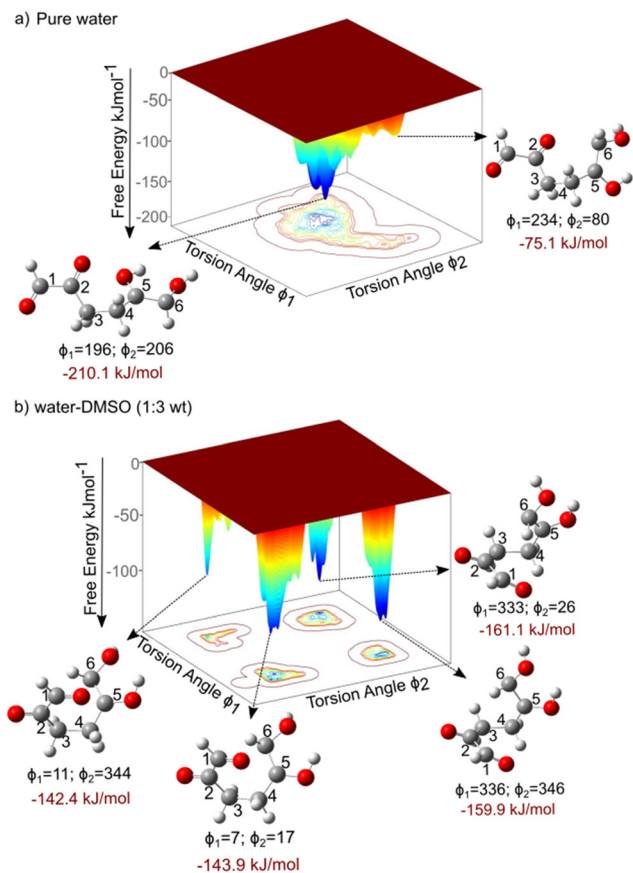 a) Pure water
Free Energy kJmol⁻¹
0
-50
-100
-150
-200
Torsion Angle ϕ1
Torsion Angle ϕ2
1
2
3
4
5
6
ϕ₁=234; ϕ₂=80
-75.1 kJ/mol
1
2
3
4
5
6
ϕ₁=196; ϕ₂=206
-210.1 kJ/mol
b) water-DMSO (1:3 wt)
Free Energy kJmol⁻¹
0
-50
-100
Torsion Angle ϕ1
Torsion Angle ϕ2
6
3
5
4
2
1
ϕ₁=333; ϕ₂=26
-161.1 kJ/mol
6
1
5
4
2
3
ϕ₁=11; ϕ₂=344
-142.4 kJ/mol
6
1
5
2
4
3
ϕ₁=7; ϕ₂=17
-143.9 kJ/mol
6
5
4
3
2
1
ϕ₁=336; ϕ₂=346
-159.9 kJ/mol